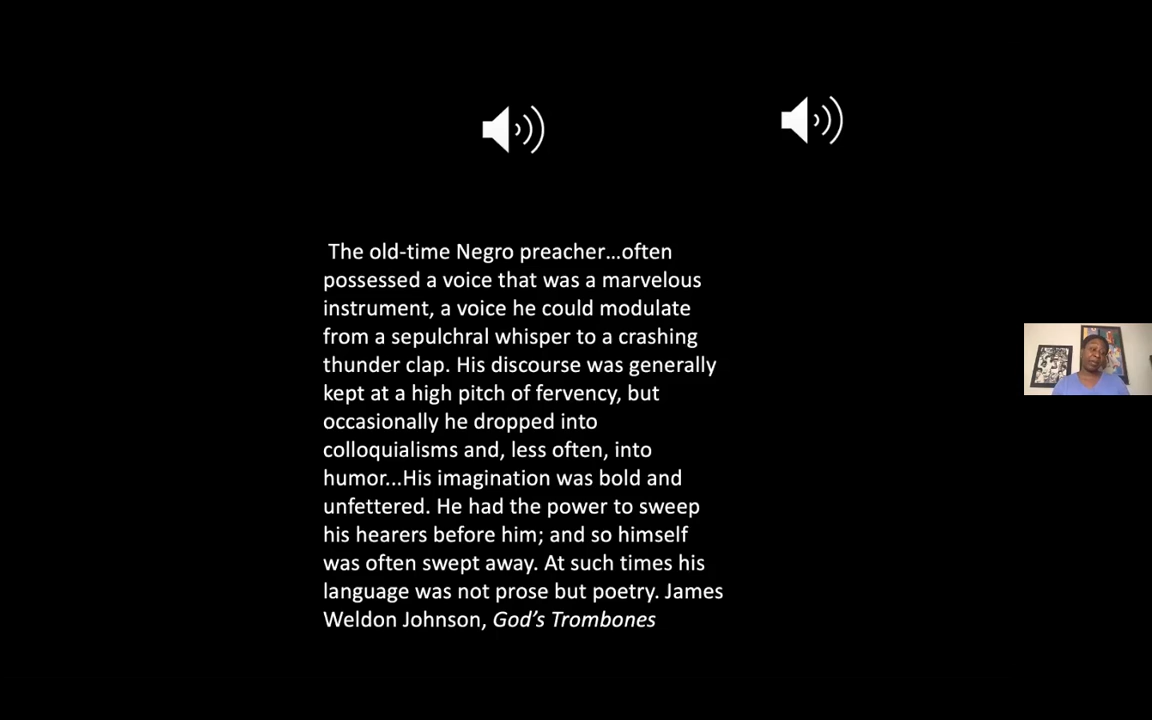 The old-time Negro preacher…often
possessed a voice that was a marvelous
instrument, a voice he could modulate
from a sepulchral whisper to a crashing
thunder clap. His discourse was generally
kept at a high pitch of fervency, but
occasionally he dropped into
colloquialisms and, less often, into
humor...His imagination was bold and
unfettered. He had the power to sweep
his hearers before him; and so himself
was often swept away. At such times his
language was not prose but poetry. James
Weldon Johnson, God’s Trombones